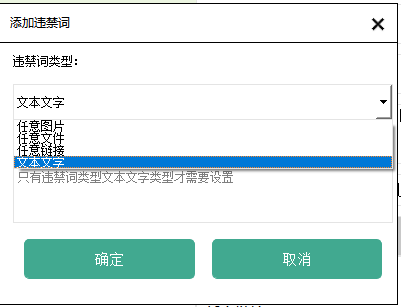 添加违禁词
违禁词类型：
文本文字
任意图片
任意文件
任意链接
文本文字
只有违禁词类型文本文字类型才需要设置
确定
取消